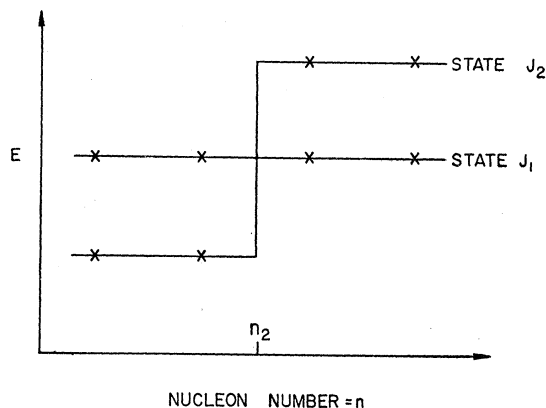 STATE J2
E
STATE J1
n2
NUCLEON NUMBER = n